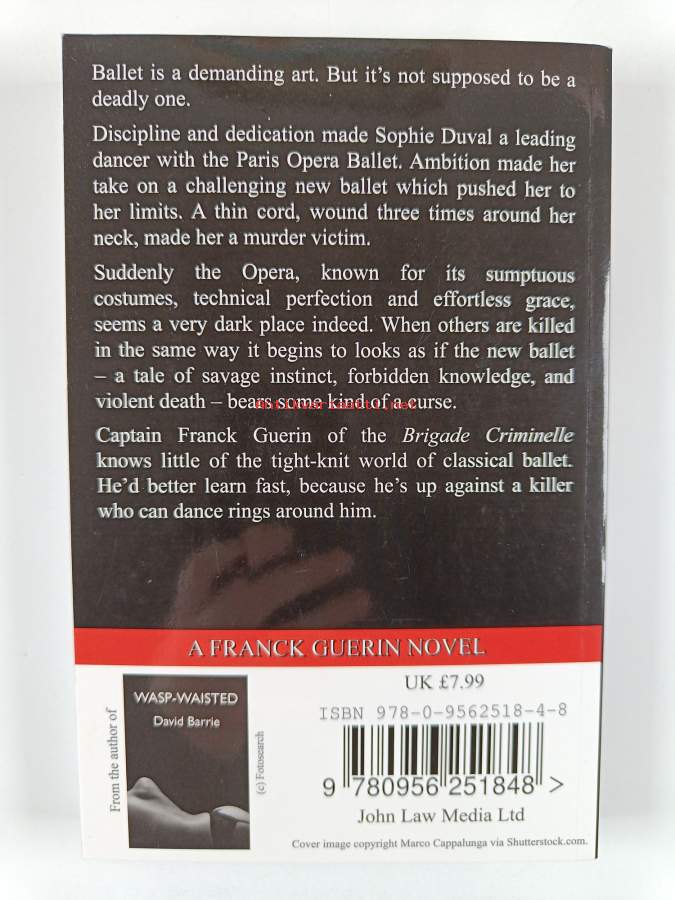 Ballet is a demanding art. But it's not supposed to be a
deadly one.
Discipline and dedication made Sophie Duval a leading
dancer with the Paris Opera Ballet. Ambition made her
take on a challenging new ballet which pushed her to
her limits. A thin cord, wound three times around her
neck, made her a murder victim.
Suddenly the Opera, known for its sumptuous
costumes, technical perfection and effortless grace,
seems a very dark place indeed. When others are killed
in the same way it begins to looks as if the new ballet
– a tale of savage instinct, forbidden knowledge, and
violent death – bears some kind of a curse.
Captain Franck Guerin of the Brigade Criminelle
knows little of the tight-knit world of classical ballet.
He'd better learn fast, because he's up against a killer
who can dance rings around him.
A FRANCK GUERIN NOVEL
From the author of
WASP-WAISTED
David Barrie
(c) Fotosearch
UK £7.99
ISBN 978-0-9562518-4-8
9 780956 251848 >
John Law Media Ltd
Cover image copyright Marco Cappalunga via Shutterstock.com.